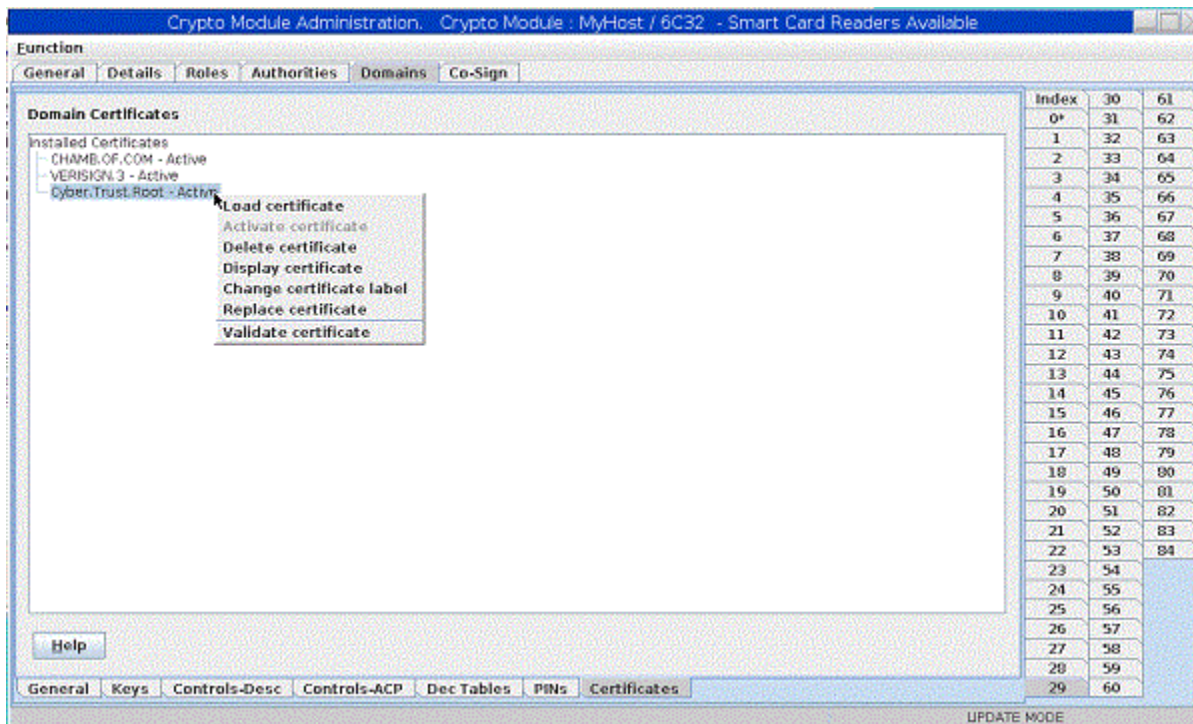 Crypto Module Administration.   Crypto Module : MyHost / 6C32  - Smart Card Readers Available
Function
General Details Roles Authorities Domains Co-Sign
Domain Certificates
Installed Certificates
CHAMB.OF.COM - Active
VERISIGN.3 - Active
Cyber.Trust.Root - Active
Load certificate
Activate certificate
Delete certificate
Display certificate
Change certificate label
Replace certificate
Validate certificate
Help
General Keys Controls-Desc Controls-ACP Dec Tables PINs Certificates
Index 30 61
0* 31 62
1 32 63
2 33 64
3 34 65
4 35 66
5 36 67
6 37 68
7 38 69
8 39 70
9 40 71
10 41 72
11 42 73
12 43 74
13 44 75
14 45 76
15 46 77
16 47 78
17 48 79
18 49 80
19 50 81
20 51 82
21 52 83
22 53 84
23 54
24 55
25 56
26 57
27 58
28 59
29 60
UPDATE MODE